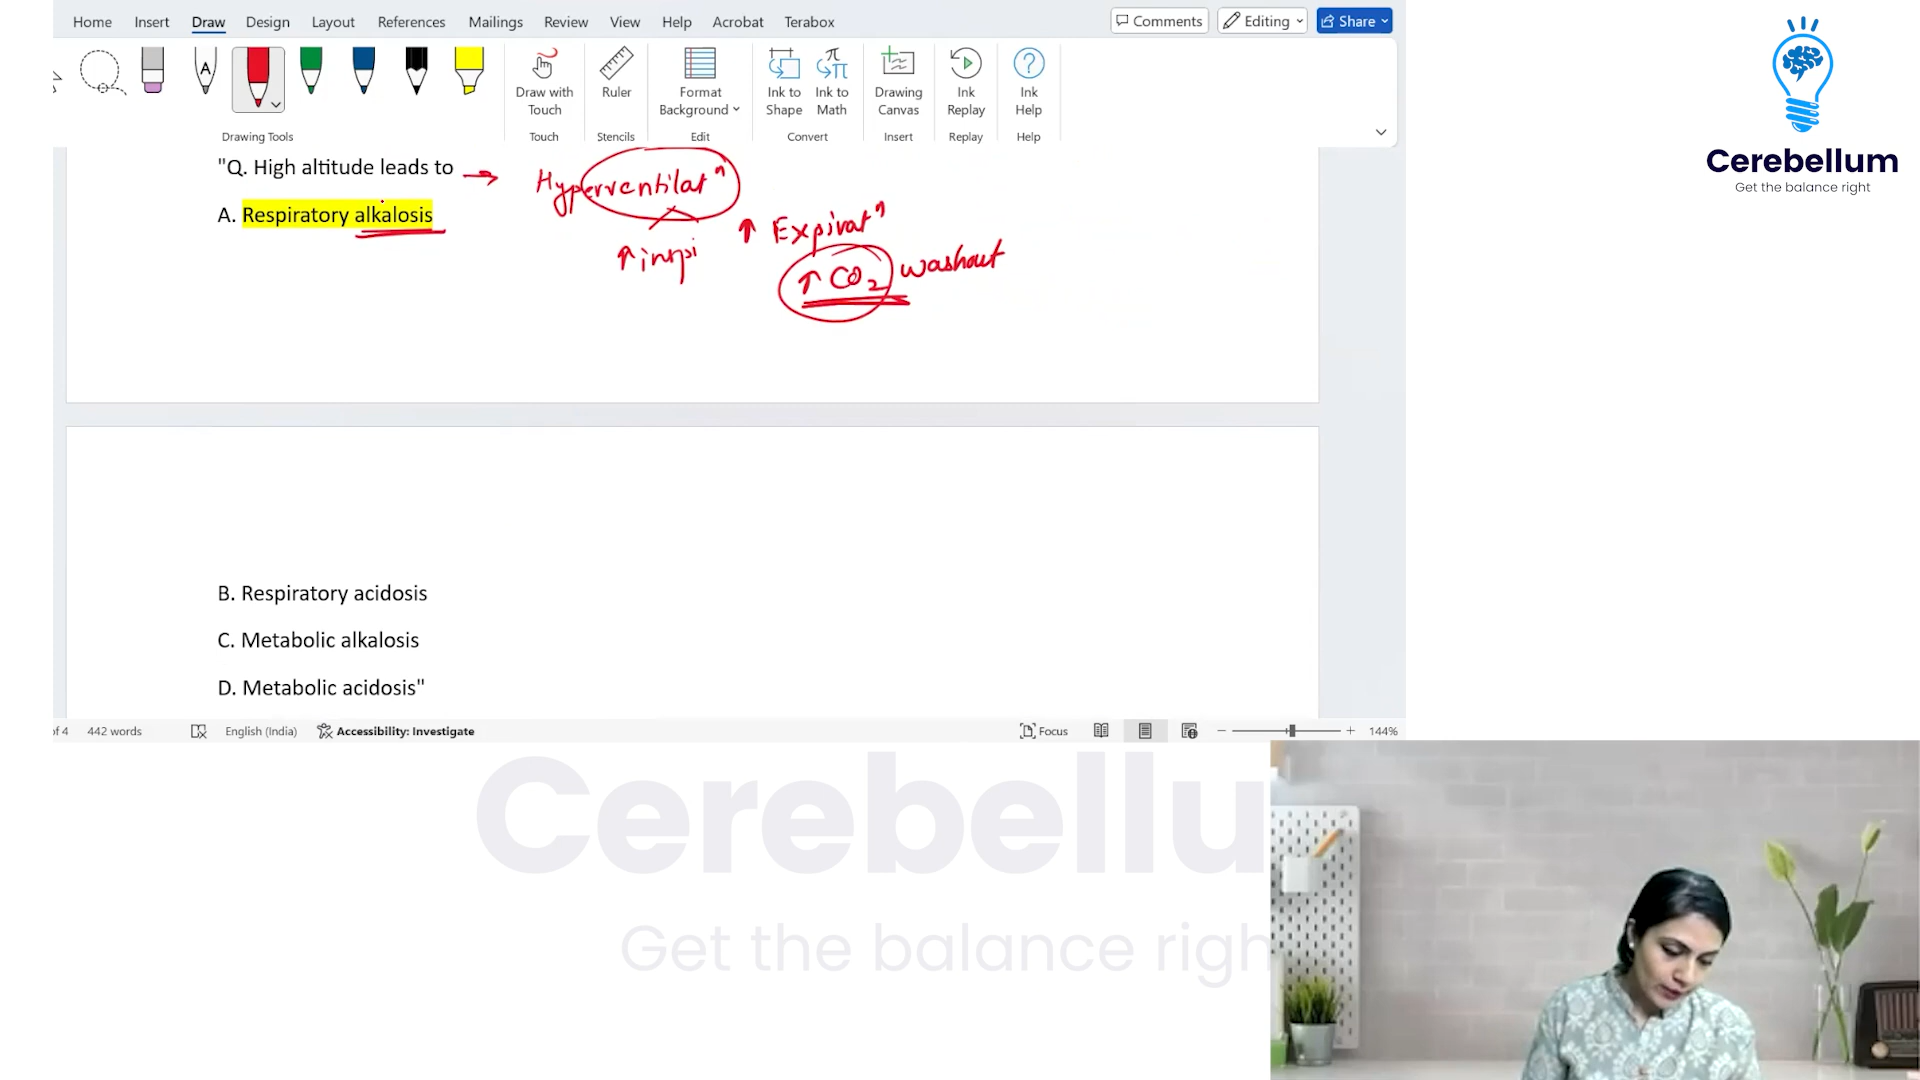 Home Insert Draw Design Layout References Mailings Review View Help Acrobat Terabox Comments Editing Share
A
Draw with Touch
Ruler
Format Background
Ink to Shape
Ink to Math
Drawing Canvas
Ink Replay
Ink Help
Drawing Tools Touch Stencils Edit Convert Insert Replay Help
Cerebellum
Get the balance right
"Q. High altitude leads to → Hyperventilatⁿ
A. Respiratory alkalosis
↑ Expiratⁿ
↑ inspi
↑ CO₂ washout
B. Respiratory acidosis
C. Metabolic alkalosis
D. Metabolic acidosis"
of 4 442 words English (India) Accessibility: Investigate Focus 144%
Cerebellu
Get the balance righ